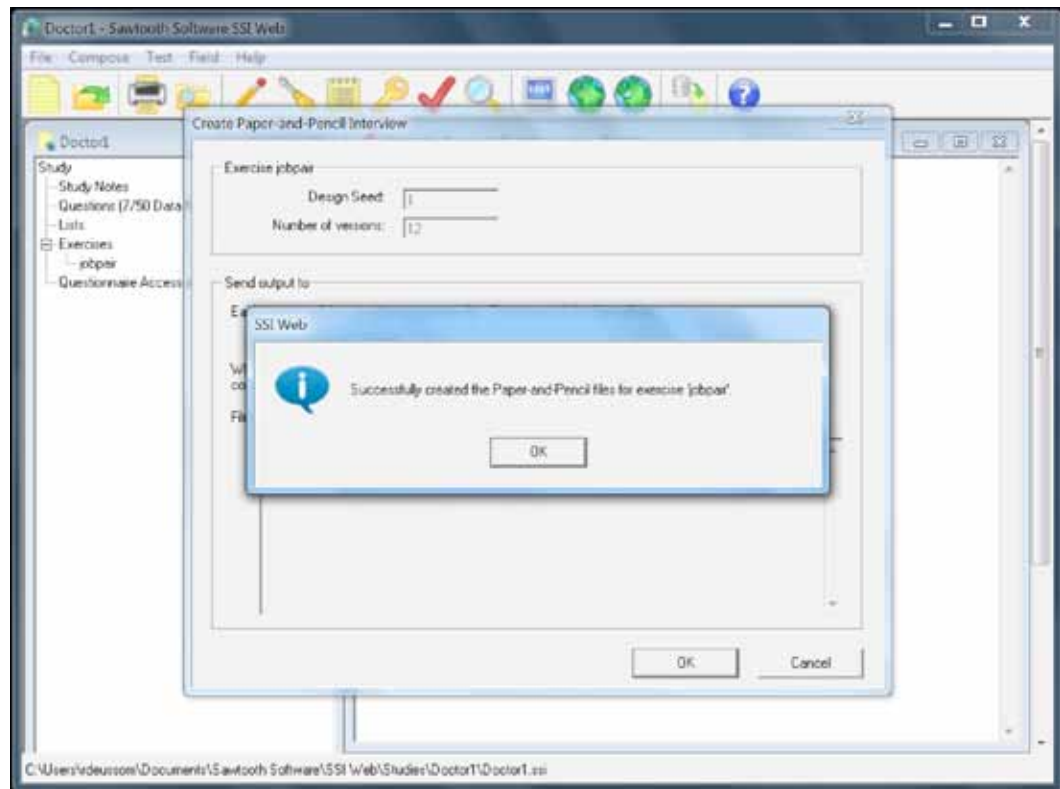 Doctor1 - Sawtooth Software SSI Web
File Compose Test Field Help
Create Paper-and-Pencil Interview
Doctor1
Study
Study Notes
Questions (7/50 Data
Lists
Exercises
jobpair
Questionnaire Access
Exercise jobpair
Design Seed: 1
Number of versions: 12
Send output to
SSI Web
Successfully created the Paper-and-Pencil files for exercise 'jobpair'.
OK
OK Cancel
C:\Users\rdeussom\Documents\Sawtooth Software\SSI Web\Studies\Doctor1\Doctor1.ssi